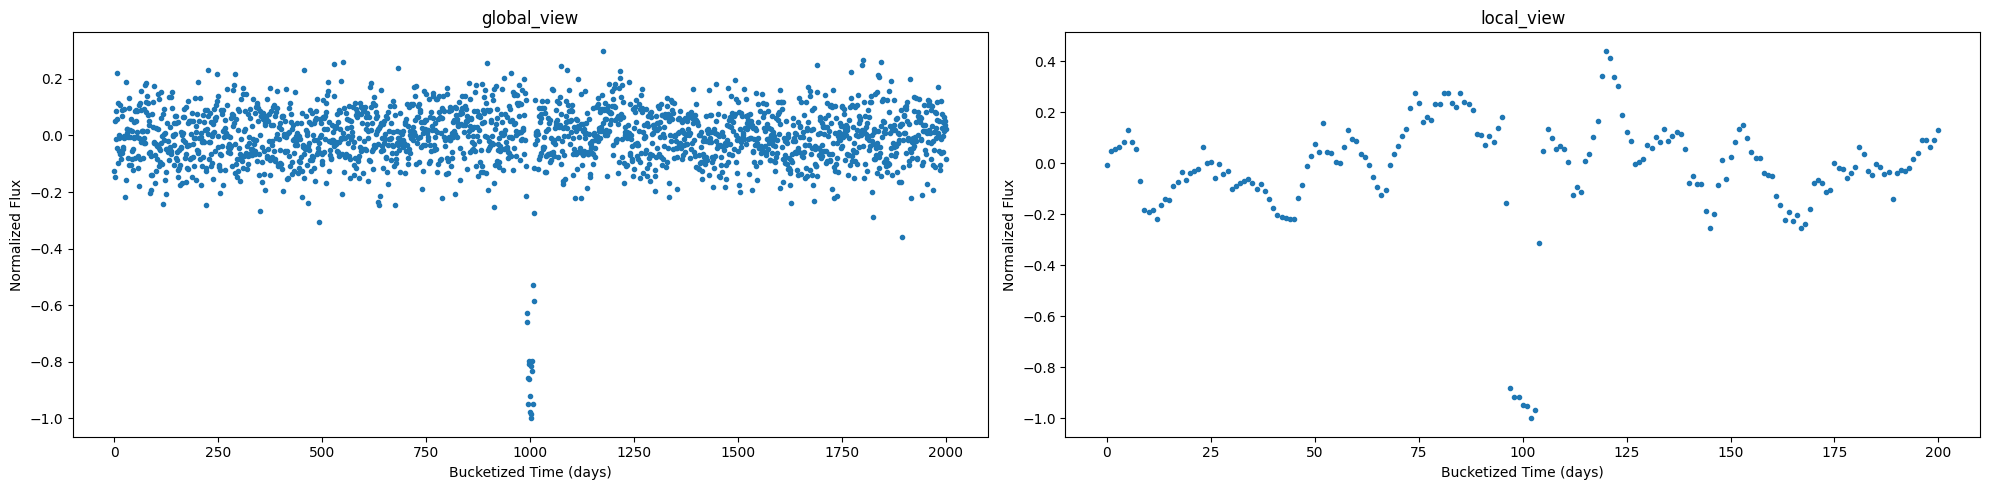 global_view
local_view
Normalized Flux
0.2
0.0
−0.2
−0.4
−0.6
−0.8
−1.0
0 250 500 750 1000 1250 1500 1750 2000
Bucketized Time (days)
Normalized Flux
0.4
0.2
0.0
−0.2
−0.4
−0.6
−0.8
−1.0
0 25 50 75 100 125 150 175 200
Bucketized Time (days)